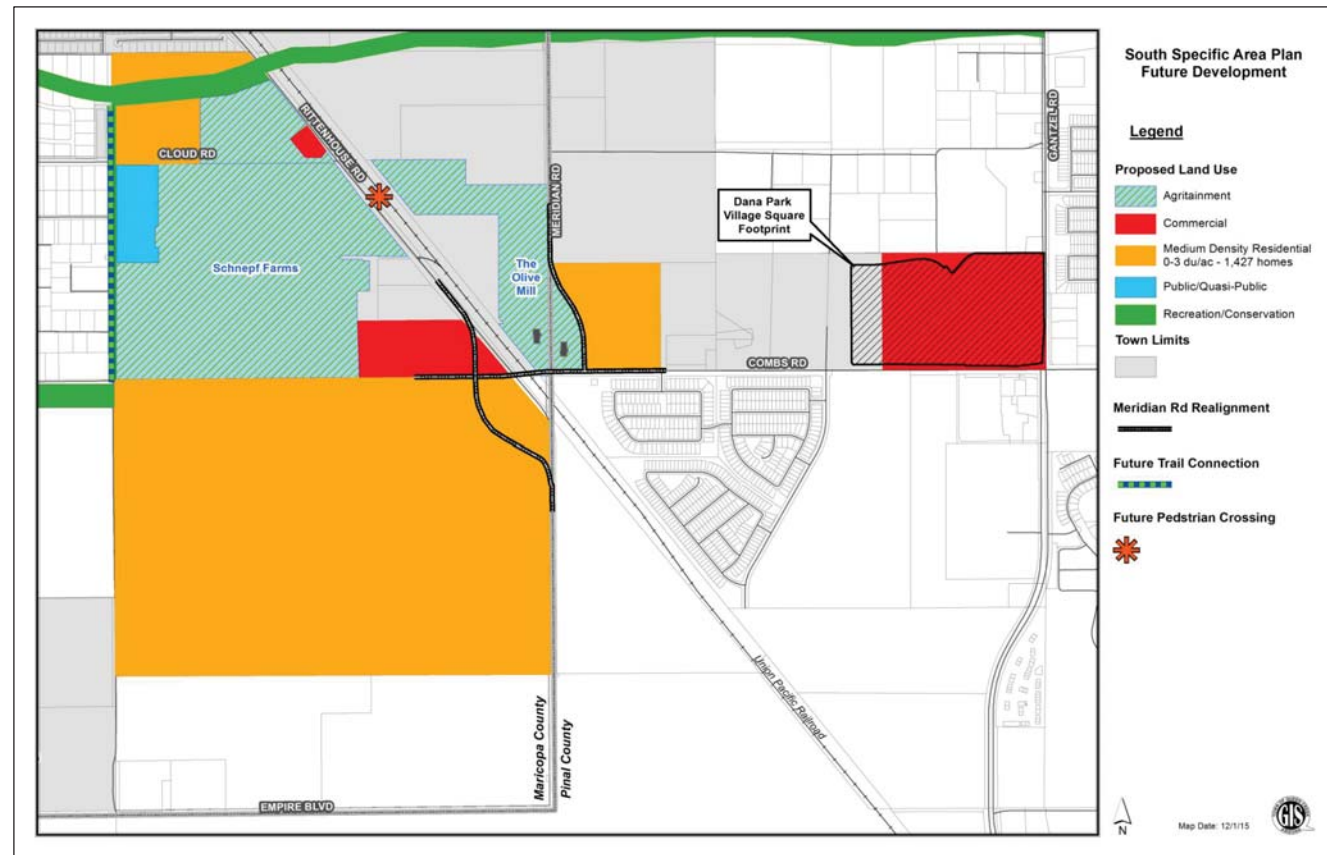 South Specific Area Plan
Future Development
Legend
Proposed Land Use
Agritainment
Commercial
Medium Density Residential
0-3 du/ac - 1,427 homes
Public/Quasi-Public
Recreation/Conservation
Town Limits
Meridian Rd Realignment
Future Trail Connection
Future Pedstrian Crossing
RITTENHOUSE RD
CLOUD RD
MERIDIAN RD
GANTZEL RD
Dana Park
Village Square
Footprint
Schnepf Farms
The
Olive
Mill
COMBS RD
Union Pacific Railroad
Maricopa County
Pinal County
EMPIRE BLVD
N
Map Date: 12/1/15
GIS